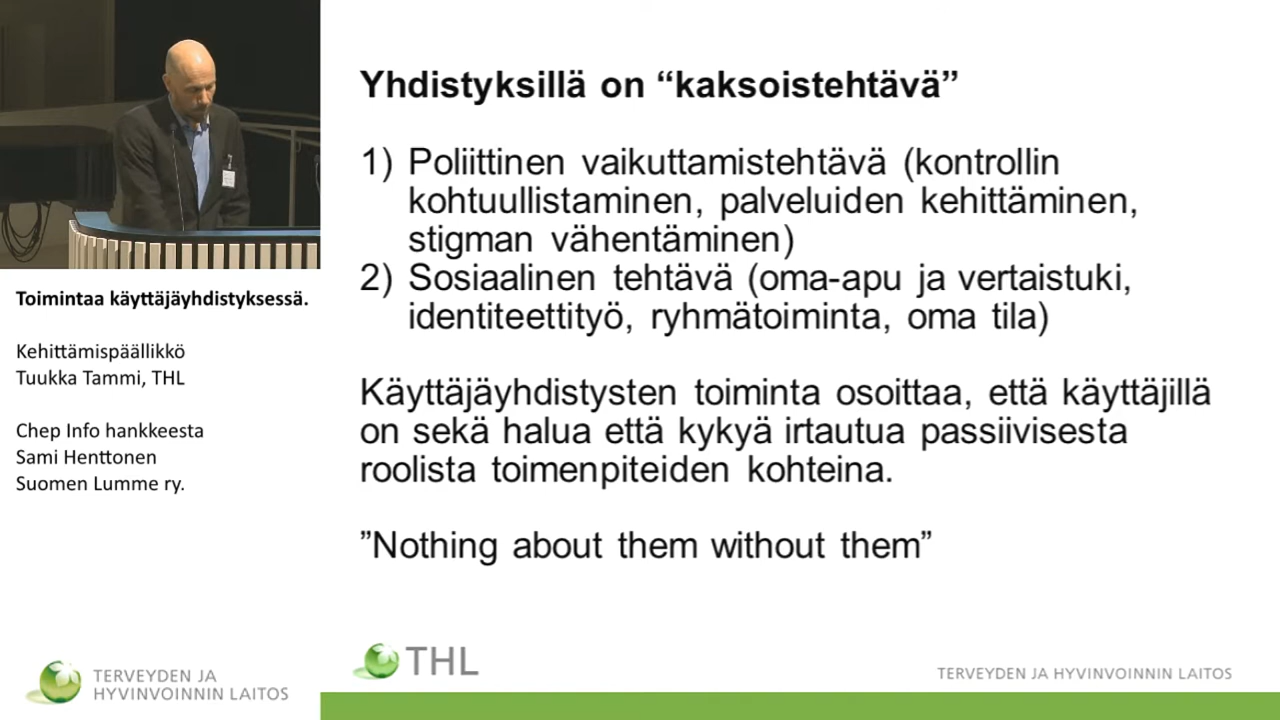 Toimintaa käyttäjäyhdistyksessä.
Kehittämispäällikkö
Tuukka Tammi, THL
Chep Info hankkeesta
Sami Henttonen
Suomen Lumme ry.
TERVEYDEN JA
HYVINVOINNIN LAITOS
Yhdistyksillä on “kaksoistehtävä”
1) Poliittinen vaikuttamistehtävä (kontrollin
kohtuullistaminen, palveluiden kehittäminen,
stigman vähentäminen)
2) Sosiaalinen tehtävä (oma-apu ja vertaistuki,
identiteettityö, ryhmätoiminta, oma tila)
Käyttäjäyhdistysten toiminta osoittaa, että käyttäjillä
on sekä halua että kykyä irtautua passiivisesta
roolista toimenpiteiden kohteina.
”Nothing about them without them”
THL
TERVEYDEN JA HYVINVOINNIN LAITOS